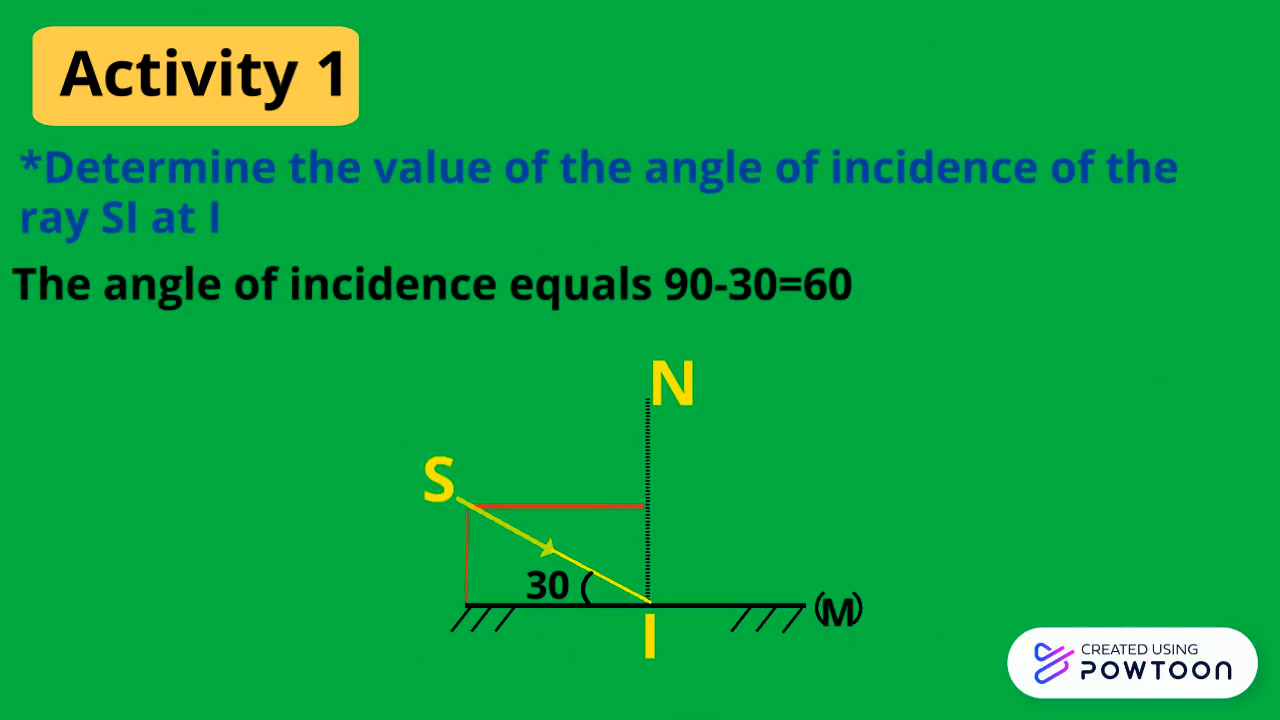 Activity 1
*Determine the value of the angle of incidence of the
ray SI at I
The angle of incidence equals 90-30=60
N
S
30
(M)
I
CREATED USING
POWTOON